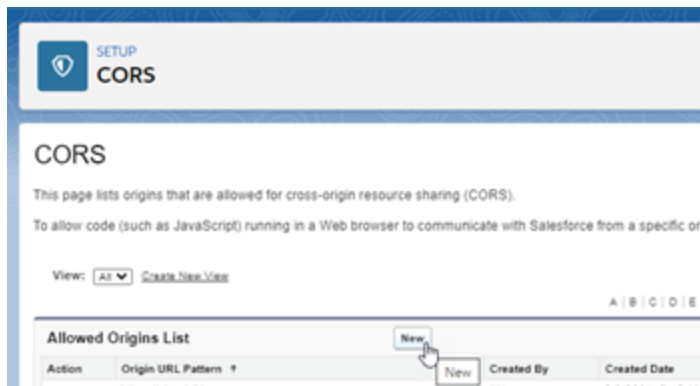 SETUP
CORS
CORS
This page lists origins that are allowed for cross-origin resource sharing (CORS).
To allow code (such as JavaScript) running in a Web browser to communicate with Salesforce from a specific or
View: All Create New View
A | B | C | D | E
Allowed Origins List New
Action Origin URL Pattern ↑ New Created By Created Date